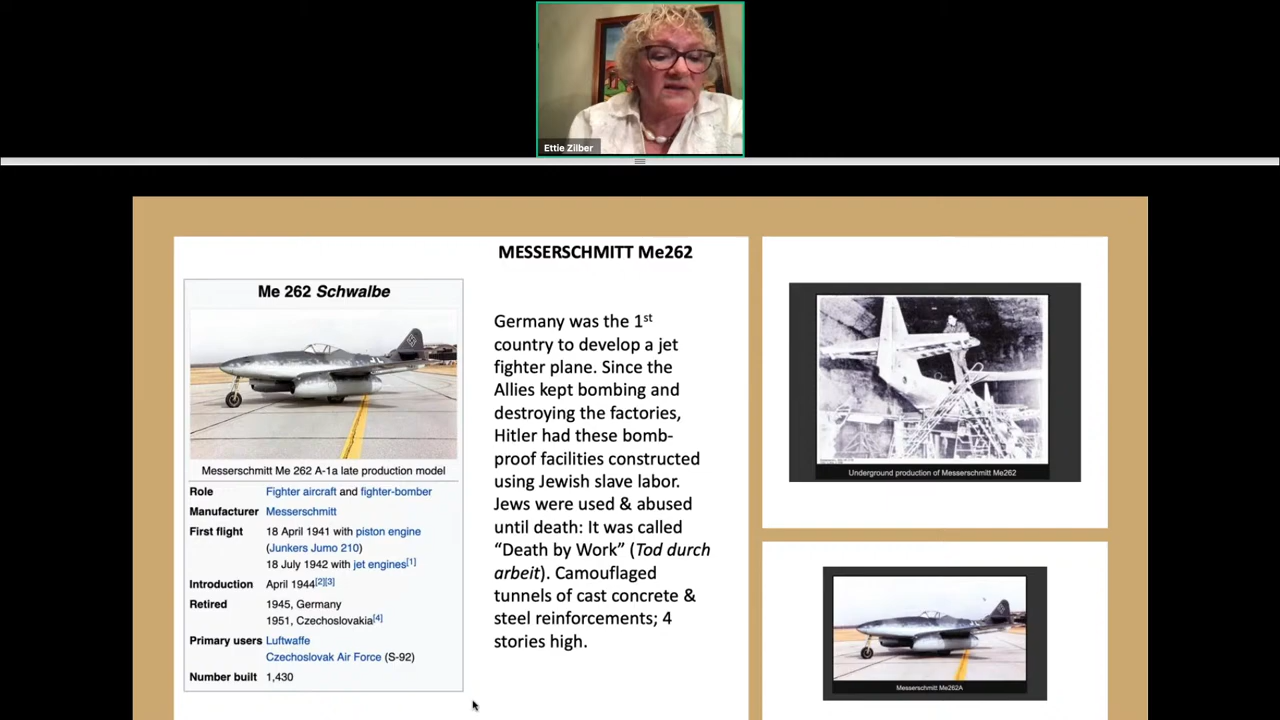 Ettie Zilber
MESSERSCHMITT Me262
Me 262 Schwalbe
Messerschmitt Me 262 A-1a late production model
Role Fighter aircraft and fighter-bomber
Manufacturer Messerschmitt
First flight 18 April 1941 with piston engine
(Junkers Jumo 210)
18 July 1942 with jet engines[1]
Introduction April 1944[2][3]
Retired 1945, Germany
1951, Czechoslovakia[4]
Primary users Luftwaffe
Czechoslovak Air Force (S-92)
Number built 1,430
Germany was the 1st
country to develop a jet
fighter plane. Since the
Allies kept bombing and
destroying the factories,
Hitler had these bomb-
proof facilities constructed
using Jewish slave labor.
Jews were used & abused
until death: It was called
“Death by Work” (Tod durch
arbeit). Camouflaged
tunnels of cast concrete &
steel reinforcements; 4
stories high.
Underground production of Messerschmitt Me262
Messerschmitt Me262A